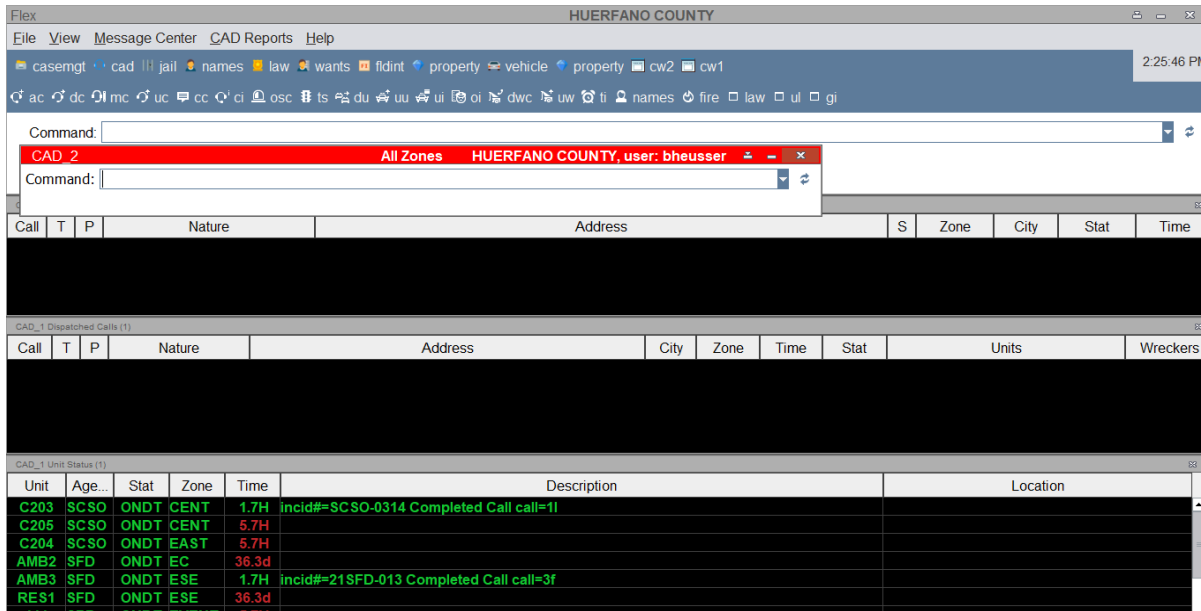 Flex HUERFANO COUNTY
File View Message Center CAD Reports Help
casemgt cad jail names law wants fldint property vehicle property cw2 cw1 2:25:46 PM
ac dc mc uc cc ci osc ts du uu ui oi dwc uw ti names fire law ul gi
Command:
CAD_2 All Zones HUERFANO COUNTY, user: bheusser
Command:
Call T P Nature Address S Zone City Stat Time
CAD_1 Dispatched Calls (1)
Call T P Nature Address City Zone Time Stat Units Wreckers
CAD_1 Unit Status (1)
Unit Age... Stat Zone Time Description Location
C203 SCSO ONDT CENT 1.7H incid#=SCSO-0314 Completed Call call=1l
C205 SCSO ONDT CENT 5.7H
C204 SCSO ONDT EAST 5.7H
AMB2 SFD ONDT EC 36.3d
AMB3 SFD ONDT ESE 1.7H incid#=21SFD-013 Completed Call call=3f
RES1 SFD ONDT ESE 36.3d